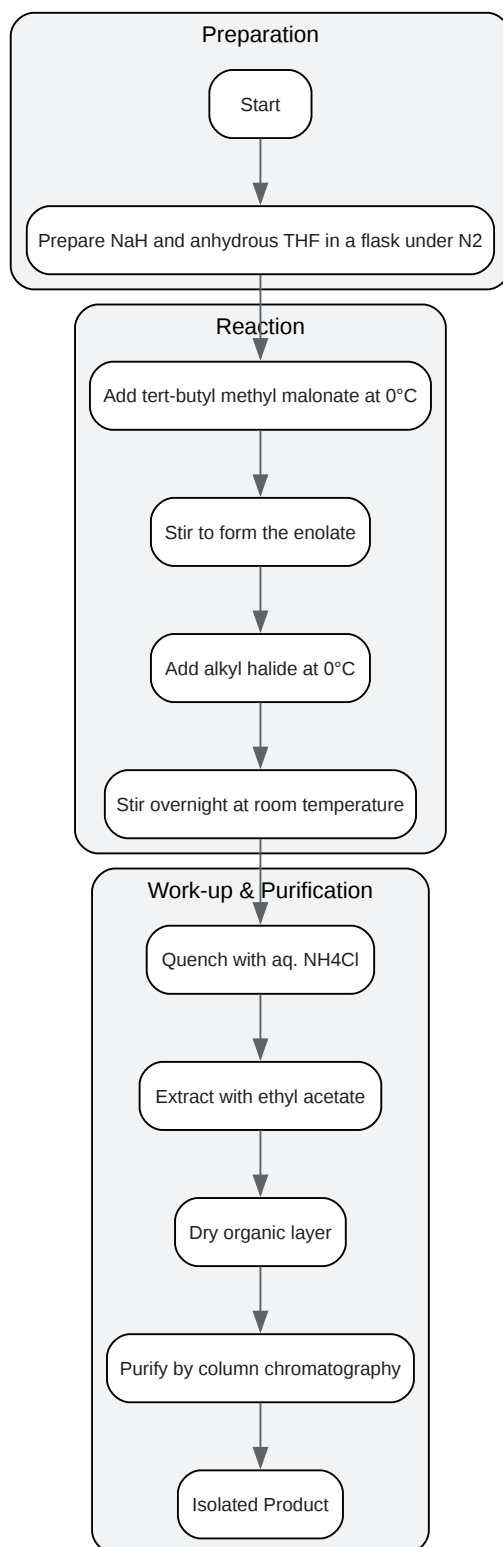 Preparation
Start
Prepare NaH and anhydrous THF in a flask under N2
Reaction
Add tert-butyl methyl malonate at 0°C
Stir to form the enolate
Add alkyl halide at 0°C
Stir overnight at room temperature
Work-up & Purification
Quench with aq. NH4Cl
Extract with ethyl acetate
Dry organic layer
Purify by column chromatography
Isolated Product